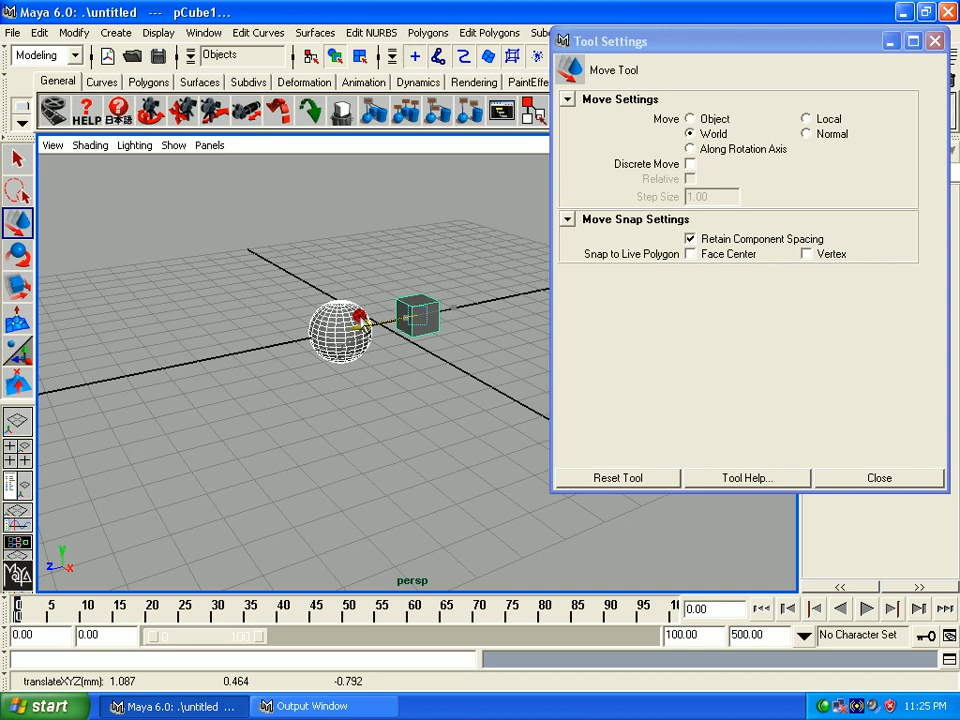 Maya 6.0: .\untitled --- pCube1...
File Edit Modify Create Display Window Edit Curves Surfaces Edit NURBS Polygons Edit Polygons
Modeling
Objects
General Curves Polygons Surfaces Subdivs Deformation Animation Dynamics Rendering
HELP
日本語
View Shading Lighting Show Panels
Tool Settings
Move Tool
Move Settings
Move Object Local
World Normal
Along Rotation Axis
Discrete Move
Relative
Step Size 1.00
Move Snap Settings
Retain Component Spacing
Snap to Live Polygon Face Center Vertex
Reset Tool Tool Help... Close
y
z x
persp
<< >>
5 10 15 20 25 30 35 40 45 50 55 60 65 70 75 80 85 90 95
0.00
0.00 0.00 0 100 100.00 500.00 No Character Set
translateXYZ(mm): 1.087 0.464 -0.792
start Maya 6.0: .\untitled ... Output Window 11:25 PM